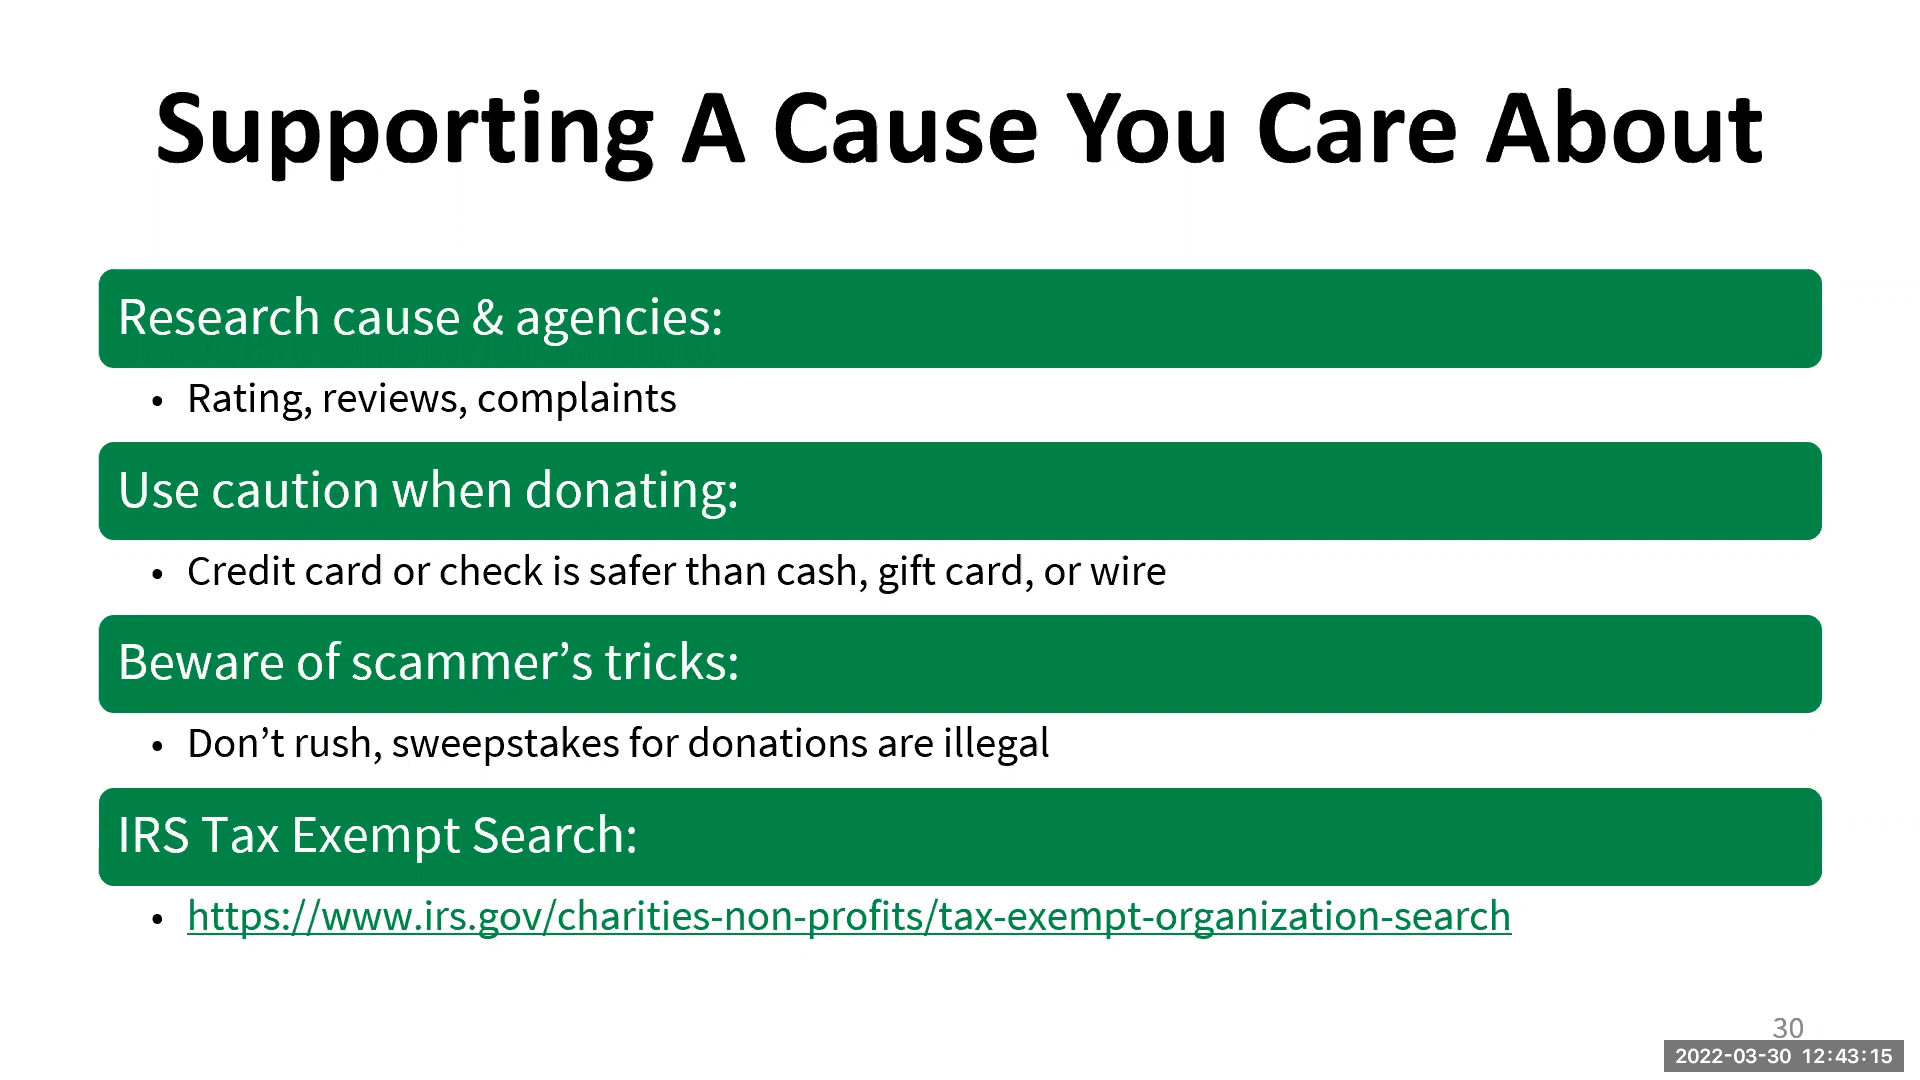 Supporting A Cause You Care About
Research cause & agencies:
• Rating, reviews, complaints
Use caution when donating:
• Credit card or check is safer than cash, gift card, or wire
Beware of scammer’s tricks:
• Don’t rush, sweepstakes for donations are illegal
IRS Tax Exempt Search:
• https://www.irs.gov/charities-non-profits/tax-exempt-organization-search
30
2022-03-30 12:43:15